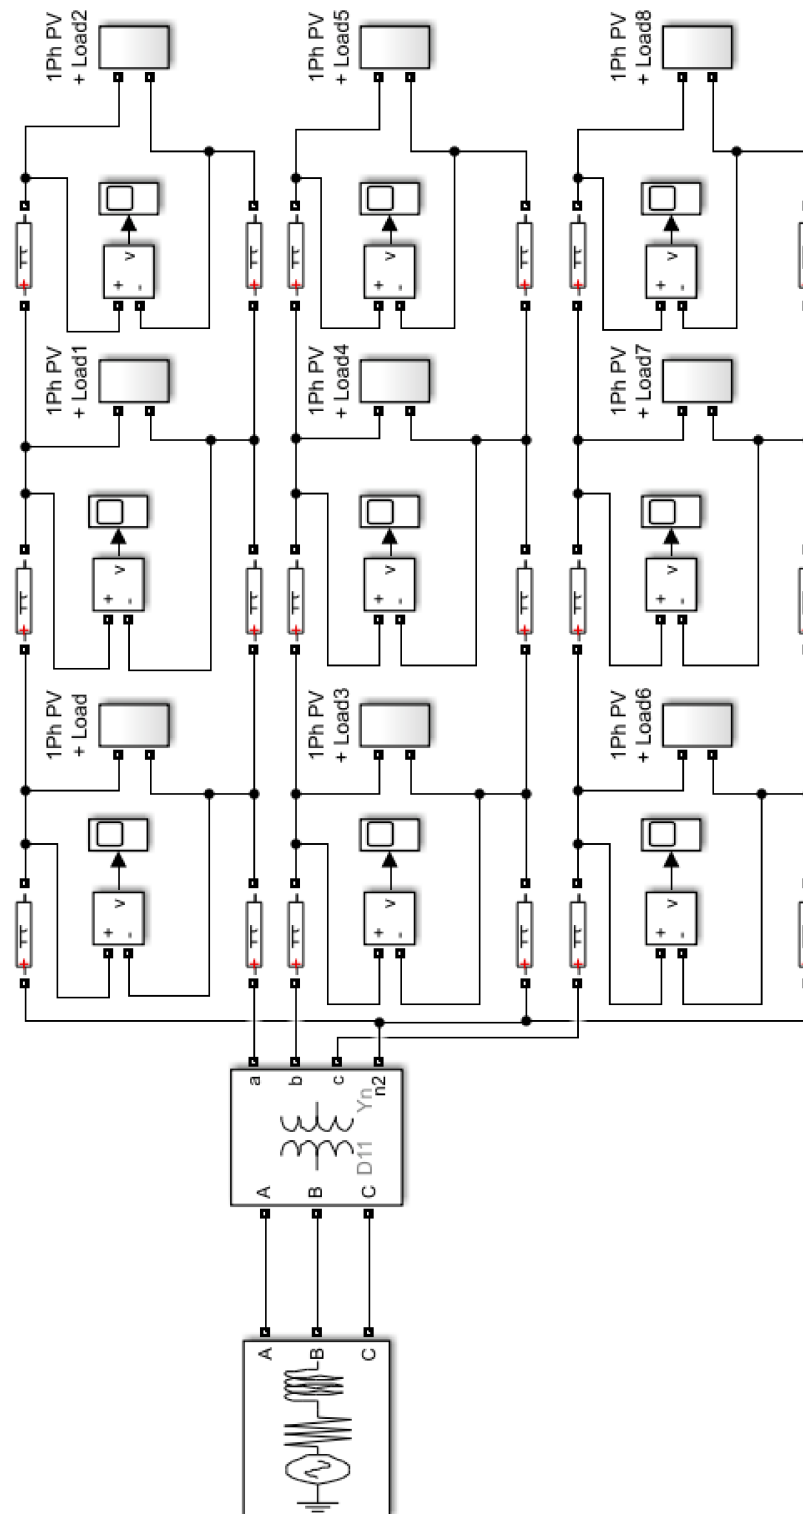 1Ph PV
+ Load2
1Ph PV
+ Load5
1Ph PV
+ Load8
v
+ -
v
+ -
v
+ -
1Ph PV
+ Load1
1Ph PV
+ Load4
1Ph PV
+ Load7
v
+ -
v
+ -
v
+ -
1Ph PV
+ Load
1Ph PV
+ Load3
1Ph PV
+ Load6
v
+ -
v
+ -
v
+ -
a b c n2
D11 Yn
A B C
A B C